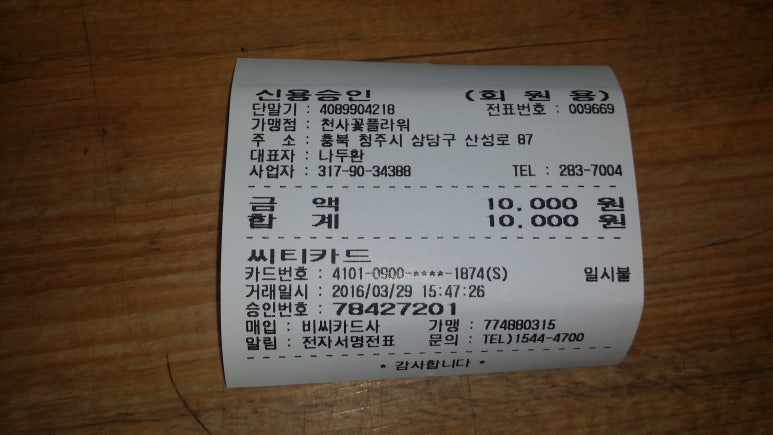 신용승인 (회 원 용)
단말기 : 4089904218 전표번호 : 009669
가맹점 : 천사꽃플라워
주 소 : 충북 청주시 상당구 산성로 87
대표자 : 나두환
사업자 : 317-90-34388 TEL : 283-7004
금 액 10,000 원
합 계 10,000 원
씨티카드
카드번호 : 4101-0900-****-1874(S) 일시불
거래일시 : 2016/03/29 15:47:26
승인번호 : 78427201
매입 : 비씨카드사 가맹 : 774880315
알림 : 전자서명전표 문의 : TEL)1544-4700
* 감사합니다 *